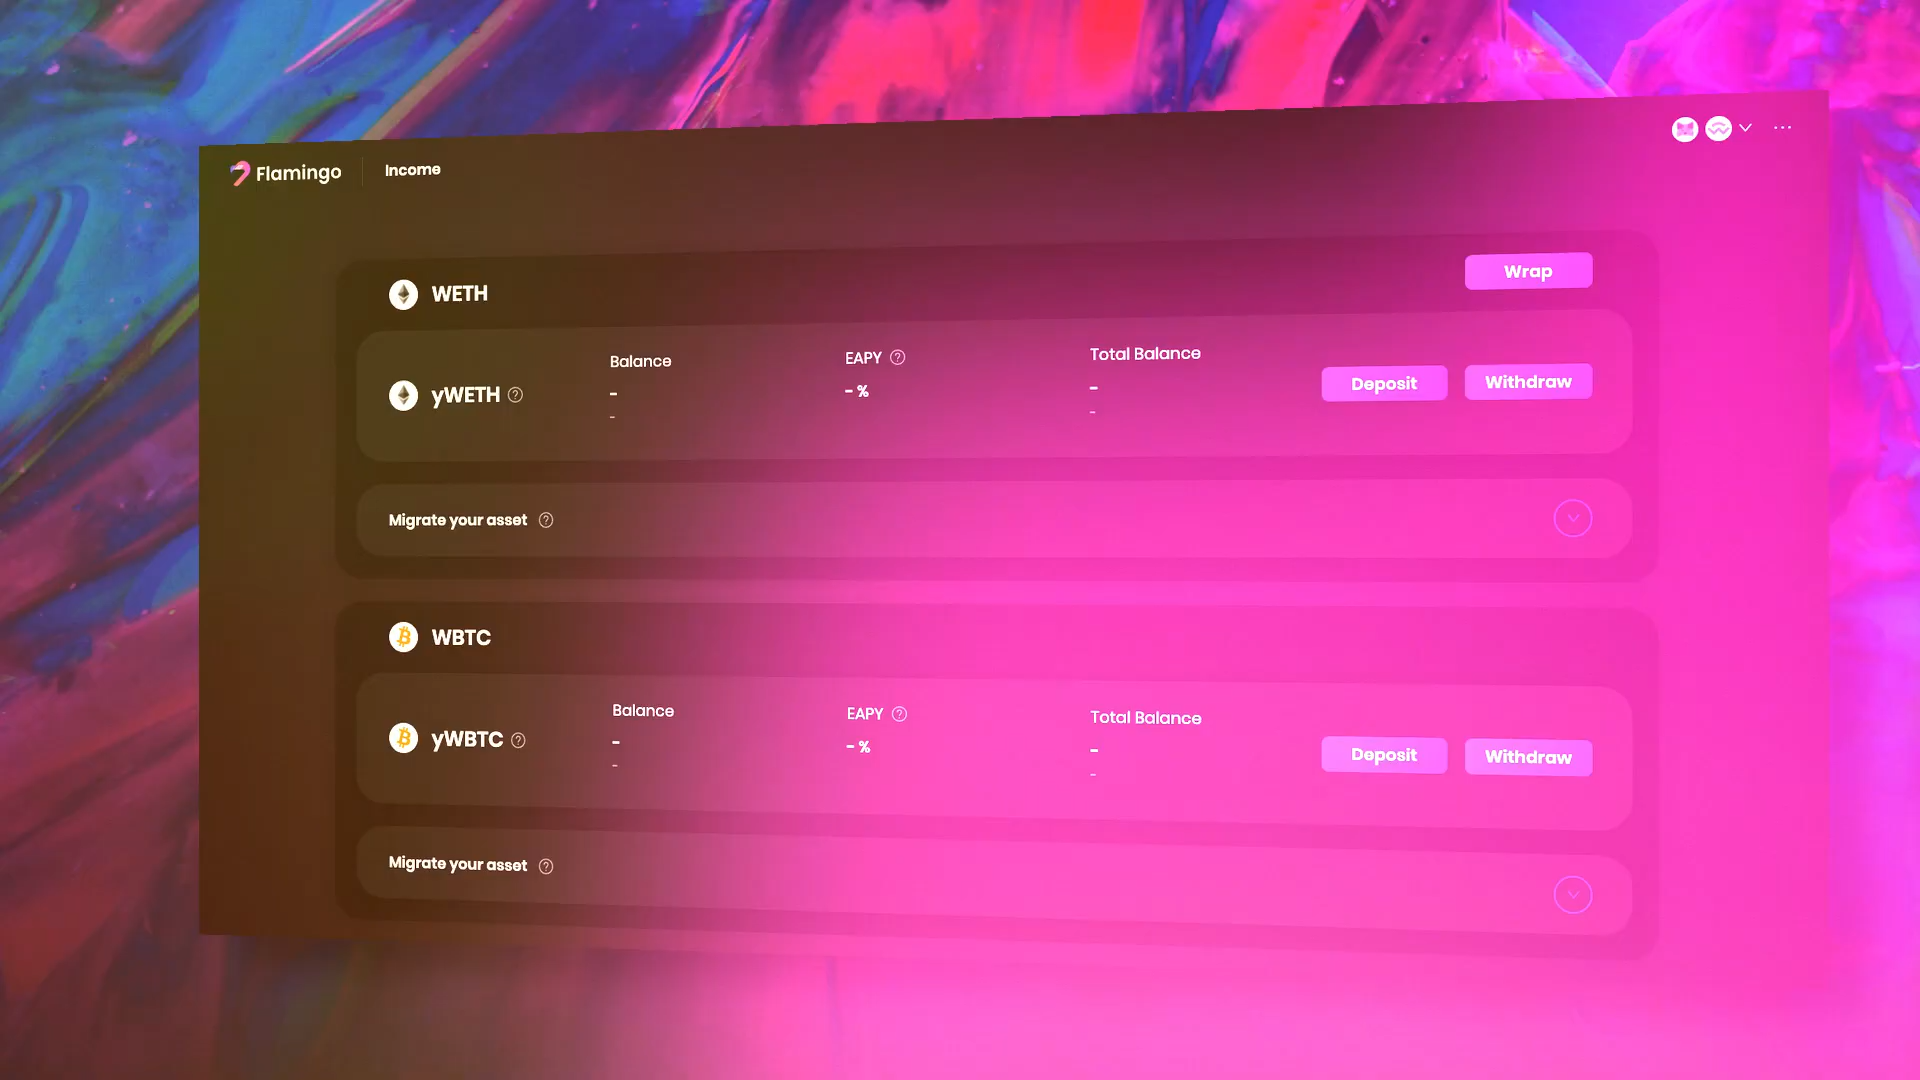 Flamingo
Income
WETH
Wrap
yWETH
Balance
-
-
EAPY ?
- %
Total Balance
-
-
Deposit
Withdraw
Migrate your asset ?
WBTC
yWBTC ?
Balance
-
-
EAPY ?
- %
Total Balance
-
-
Deposit
Withdraw
Migrate your asset ?